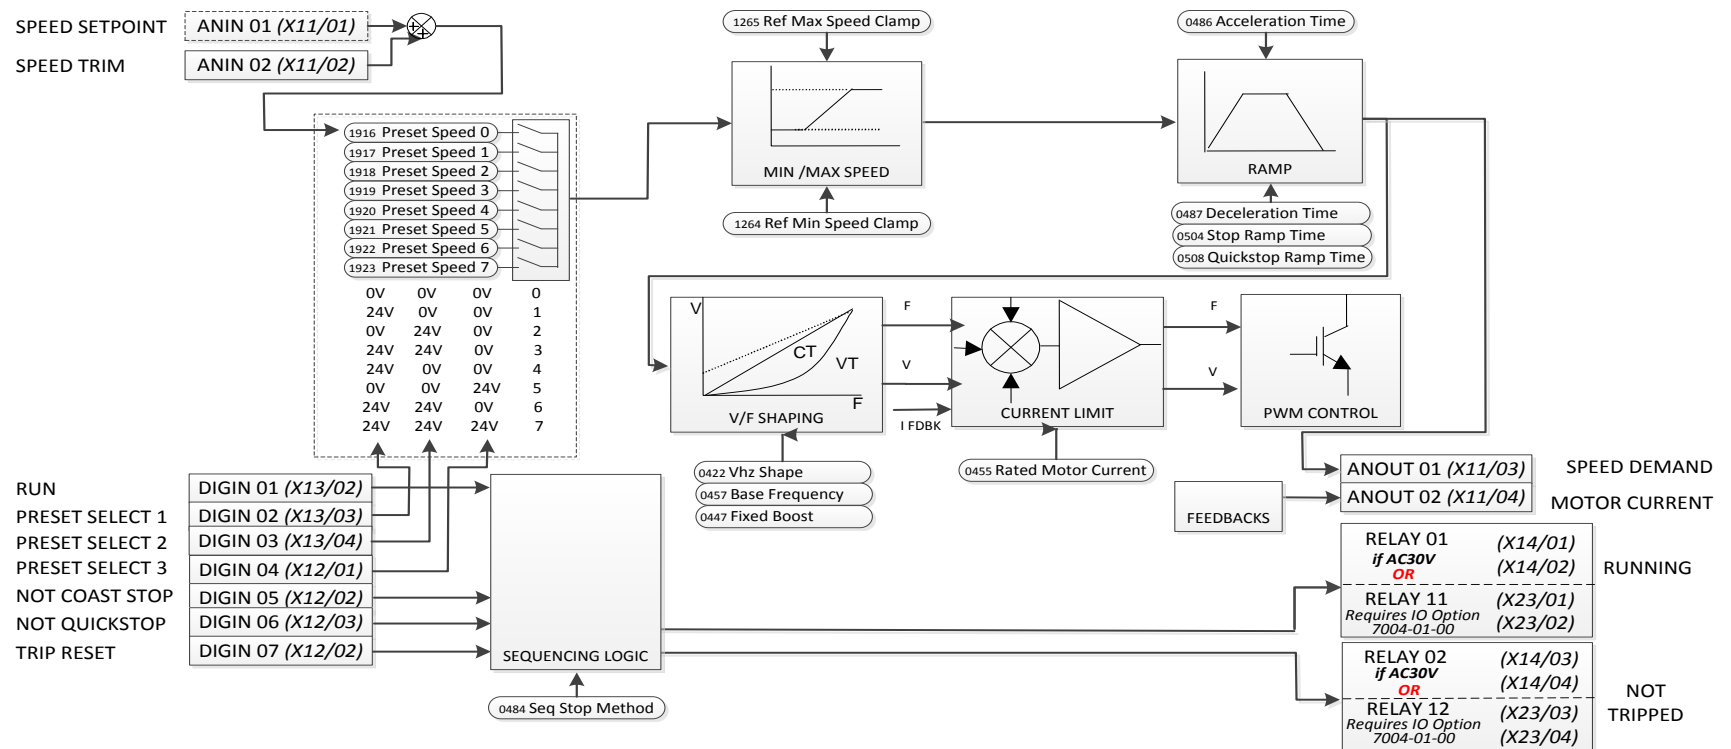 SPEED SETPOINT
ANIN 01 (X11/01)
SPEED TRIM
ANIN 02 (X11/02)
+
+
1916 Preset Speed 0
1917 Preset Speed 1
1918 Preset Speed 2
1919 Preset Speed 3
1920 Preset Speed 4
1921 Preset Speed 5
1922 Preset Speed 6
1923 Preset Speed 7
0V 0V 0V 0
24V 0V 0V 1
0V 24V 0V 2
24V 24V 0V 3
24V 0V 0V 4
0V 0V 24V 5
24V 24V 0V 6
24V 24V 24V 7
1265 Ref Max Speed Clamp
MIN /MAX SPEED
1264 Ref Min Speed Clamp
0486 Acceleration Time
RAMP
0487 Deceleration Time
0504 Stop Ramp Time
0508 Quickstop Ramp Time
V
CT
VT
F
V/F SHAPING
0422 Vhz Shape
0457 Base Frequency
0447 Fixed Boost
F
V
I FDBK
CURRENT LIMIT
0455 Rated Motor Current
F
V
PWM CONTROL
RUN
DIGIN 01 (X13/02)
PRESET SELECT 1
DIGIN 02 (X13/03)
PRESET SELECT 2
DIGIN 03 (X13/04)
PRESET SELECT 3
DIGIN 04 (X12/01)
NOT COAST STOP
DIGIN 05 (X12/02)
NOT QUICKSTOP
DIGIN 06 (X12/03)
TRIP RESET
DIGIN 07 (X12/02)
SEQUENCING LOGIC
0484 Seq Stop Method
ANOUT 01 (X11/03)
SPEED DEMAND
FEEDBACKS
ANOUT 02 (X11/04)
MOTOR CURRENT
RELAY 01 (X14/01)
if AC30V (X14/02)
OR
RELAY 11 (X23/01)
Requires IO Option (X23/02)
7004-01-00
RUNNING
RELAY 02 (X14/03)
if AC30V (X14/04)
OR
RELAY 12 (X23/03)
Requires IO Option (X23/04)
7004-01-00
NOT
TRIPPED